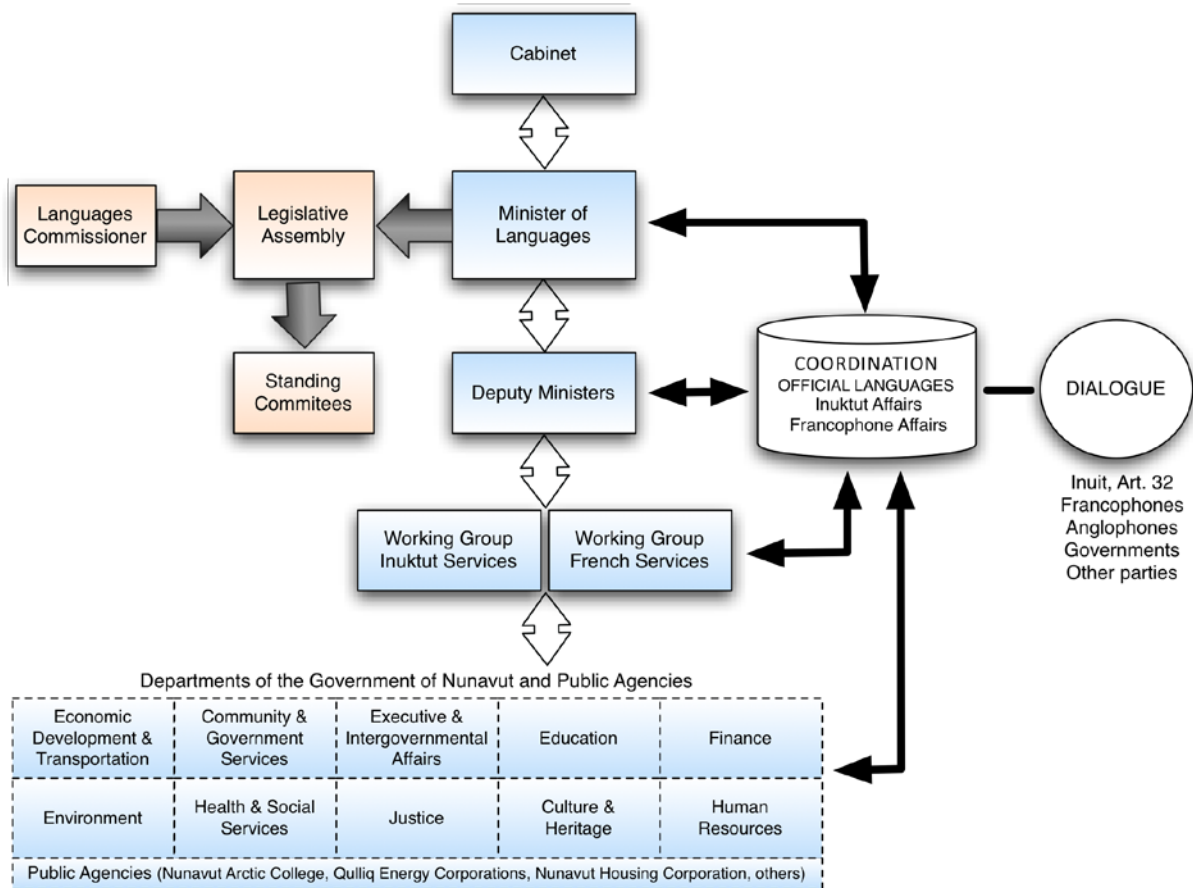 Cabinet
Languages
Commissioner
Legislative
Assembly
Minister of
Languages
Standing
Commitees
Deputy Ministers
COORDINATION
OFFICIAL LANGUAGES
Inuktut Affairs
Francophone Affairs
DIALOGUE
Inuit, Art. 32
Francophones
Anglophones
Governments
Other parties
Working Group
Inuktut Services
Working Group
French Services
Departments of the Government of Nunavut and Public Agencies
Economic
Development &
Transportation
Community &
Government
Services
Executive &
Intergovernmental
Affairs
Education
Finance
Environment
Health & Social
Services
Justice
Culture &
Heritage
Human
Resources
Public Agencies (Nunavut Arctic College, Qulliq Energy Corporations, Nunavut Housing Corporation, others)